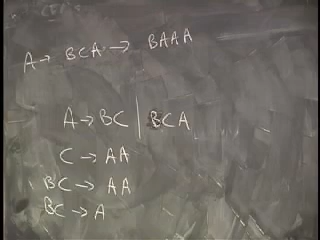 A → BCA → BAAA
A → BC | BCA
C → AA
BC → AA
BC → A